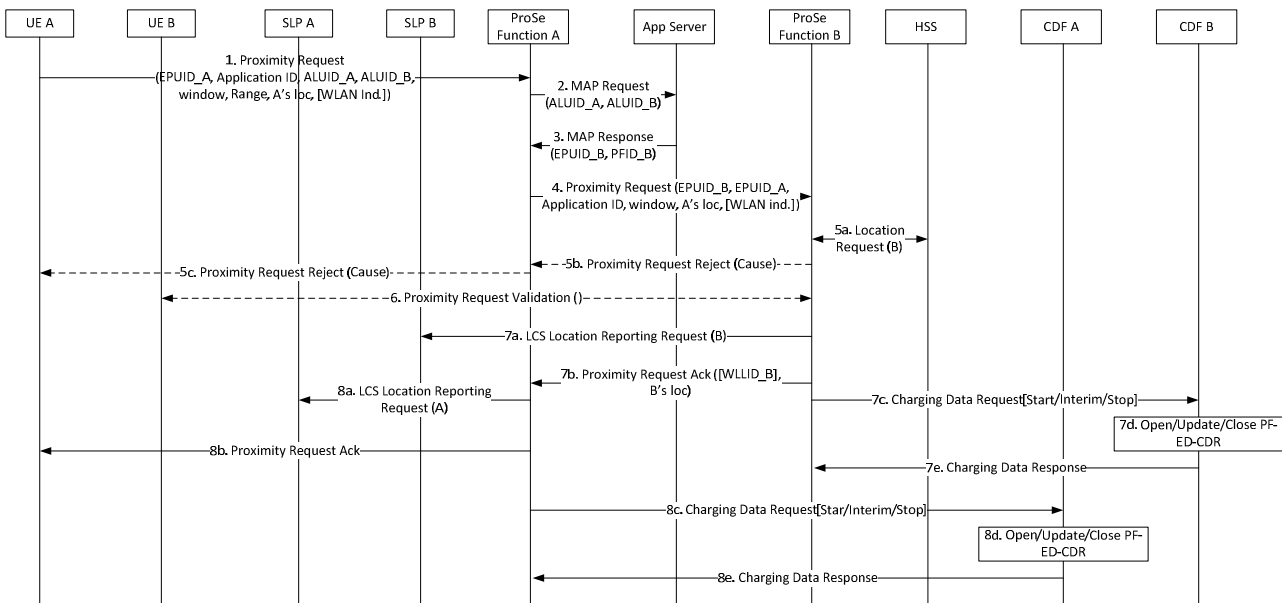 UE A
UE B
SLP A
SLP B
ProSe
Function A
App Server
ProSe
Function B
HSS
CDF A
CDF B
1. Proximity Request
(EPUID_A, Application ID, ALUID_A, ALUID_B,
window, Range, A's loc, [WLAN Ind.])
2. MAP Request
(ALUID_A, ALUID_B)
3. MAP Response
(EPUID_B, PFID_B)
4. Proximity Request (EPUID_B, EPUID_A,
Application ID, window, A's loc, [WLAN ind.])
5a. Location
Request (B)
5b. Proximity Request Reject (Cause)
5c. Proximity Request Reject (Cause)
6. Proximity Request Validation ()
7a. LCS Location Reporting Request (B)
7b. Proximity Request Ack ([WLLID_B],
B's loc)
8a. LCS Location Reporting
Request (A)
7c. Charging Data Request[Start/Interim/Stop]
7d. Open/Update/Close PF-
ED-CDR
8b. Proximity Request Ack
7e. Charging Data Response
8c. Charging Data Request[Star/Interim/Stop]
8d. Open/Update/Close PF-
ED-CDR
8e. Charging Data Response